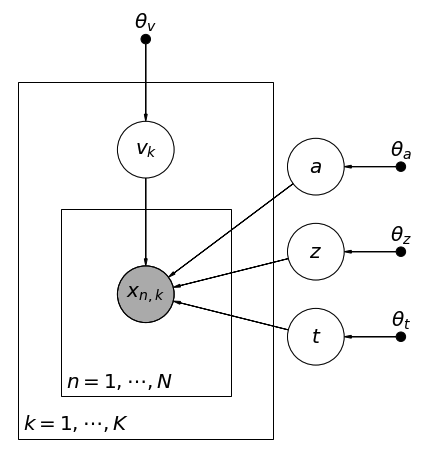 θ_v
v_k
a
θ_a
z
θ_z
x_{n,k}
t
θ_t
n = 1, ⋯, N
k = 1, ⋯, K